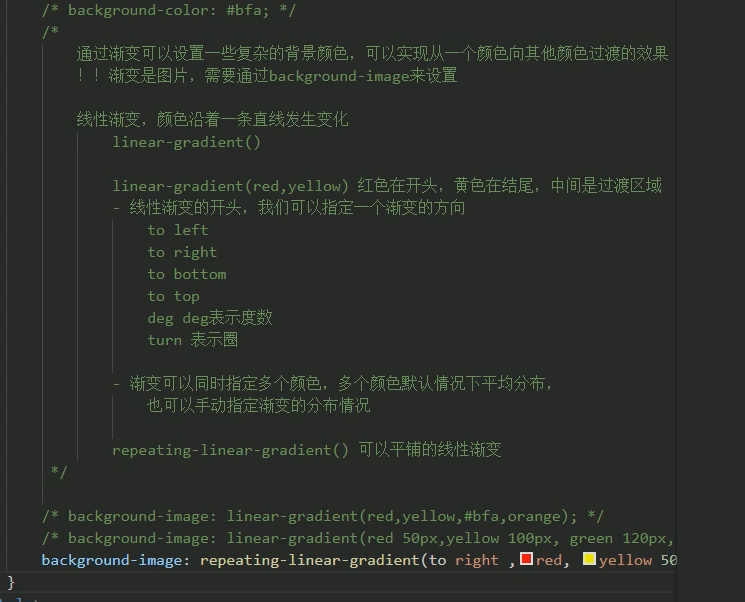 /* background-color: #bfa; */
/*
通过渐变可以设置一些复杂的背景颜色，可以实现从一个颜色向其他颜色过渡的效果
！！渐变是图片，需要通过background-image来设置
线性渐变，颜色沿着一条直线发生变化
linear-gradient()
linear-gradient(red,yellow) 红色在开头，黄色在结尾，中间是过渡区域
- 线性渐变的开头，我们可以指定一个渐变的方向
to left
to right
to bottom
to top
deg deg表示度数
turn 表示圈
- 渐变可以同时指定多个颜色，多个颜色默认情况下平均分布，
也可以手动指定渐变的分布情况
repeating-linear-gradient() 可以平铺的线性渐变
*/
/* background-image: linear-gradient(red,yellow,#bfa,orange); */
/* background-image: linear-gradient(red 50px,yellow 100px, green 120px,
background-image: repeating-linear-gradient(to right ,red, yellow 50
}